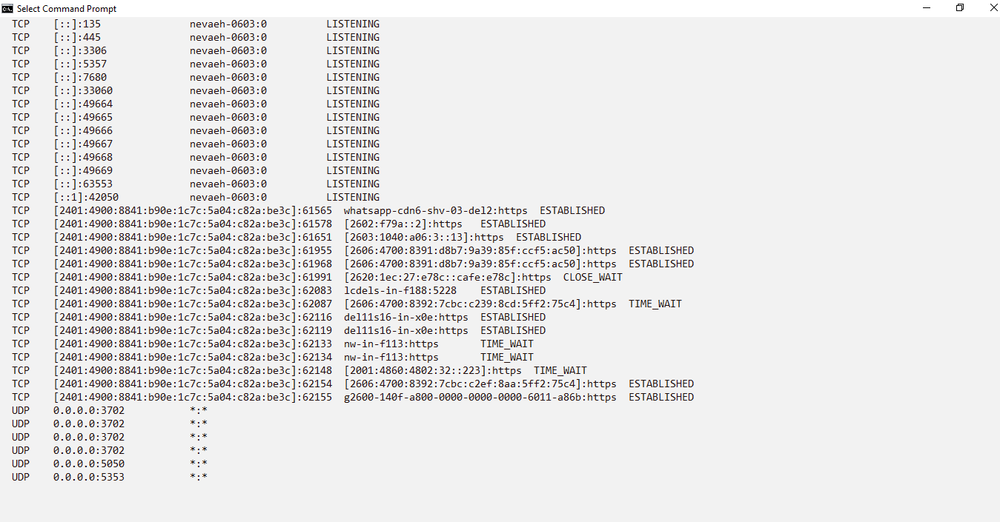 Select Command Prompt
TCP [::]:135 nevaeh-0603:0 LISTENING
TCP [::]:445 nevaeh-0603:0 LISTENING
TCP [::]:3306 nevaeh-0603:0 LISTENING
TCP [::]:5357 nevaeh-0603:0 LISTENING
TCP [::]:7680 nevaeh-0603:0 LISTENING
TCP [::]:33060 nevaeh-0603:0 LISTENING
TCP [::]:49664 nevaeh-0603:0 LISTENING
TCP [::]:49665 nevaeh-0603:0 LISTENING
TCP [::]:49666 nevaeh-0603:0 LISTENING
TCP [::]:49667 nevaeh-0603:0 LISTENING
TCP [::]:49668 nevaeh-0603:0 LISTENING
TCP [::]:49669 nevaeh-0603:0 LISTENING
TCP [::]:63553 nevaeh-0603:0 LISTENING
TCP [::1]:42050 nevaeh-0603:0 LISTENING
TCP [2401:4900:8841:b90e:1c7c:5a04:c82a:be3c]:61565 whatsapp-cdn6-shv-03-del2:https ESTABLISHED
TCP [2401:4900:8841:b90e:1c7c:5a04:c82a:be3c]:61578 [2602:f79a::2]:https ESTABLISHED
TCP [2401:4900:8841:b90e:1c7c:5a04:c82a:be3c]:61651 [2603:1040:a06:3::13]:https ESTABLISHED
TCP [2401:4900:8841:b90e:1c7c:5a04:c82a:be3c]:61955 [2606:4700:8391:d8b7:9a39:85f:ccf5:ac50]:https ESTABLISHED
TCP [2401:4900:8841:b90e:1c7c:5a04:c82a:be3c]:61968 [2606:4700:8391:d8b7:9a39:85f:ccf5:ac50]:https ESTABLISHED
TCP [2401:4900:8841:b90e:1c7c:5a04:c82a:be3c]:61991 [2620:1ec:27:e78c::cafe:e78c]:https CLOSE_WAIT
TCP [2401:4900:8841:b90e:1c7c:5a04:c82a:be3c]:62083 lcdels-in-f188:5228 ESTABLISHED
TCP [2401:4900:8841:b90e:1c7c:5a04:c82a:be3c]:62087 [2606:4700:8392:7cbc:c239:8cd:5ff2:75c4]:https TIME_WAIT
TCP [2401:4900:8841:b90e:1c7c:5a04:c82a:be3c]:62116 del11s16-in-x0e:https ESTABLISHED
TCP [2401:4900:8841:b90e:1c7c:5a04:c82a:be3c]:62119 del11s16-in-x0e:https ESTABLISHED
TCP [2401:4900:8841:b90e:1c7c:5a04:c82a:be3c]:62133 nw-in-f113:https TIME_WAIT
TCP [2401:4900:8841:b90e:1c7c:5a04:c82a:be3c]:62134 nw-in-f113:https TIME_WAIT
TCP [2401:4900:8841:b90e:1c7c:5a04:c82a:be3c]:62148 [2001:4860:4802:32::223]:https TIME_WAIT
TCP [2401:4900:8841:b90e:1c7c:5a04:c82a:be3c]:62154 [2606:4700:8392:7cbc:c2ef:8aa:5ff2:75c4]:https ESTABLISHED
TCP [2401:4900:8841:b90e:1c7c:5a04:c82a:be3c]:62155 g2600-140f-a800-0000-0000-0000-6011-a86b:https ESTABLISHED
UDP 0.0.0.0:3702 *:*
UDP 0.0.0.0:3702 *:*
UDP 0.0.0.0:3702 *:*
UDP 0.0.0.0:3702 *:*
UDP 0.0.0.0:5050 *:*
UDP 0.0.0.0:5353 *:*